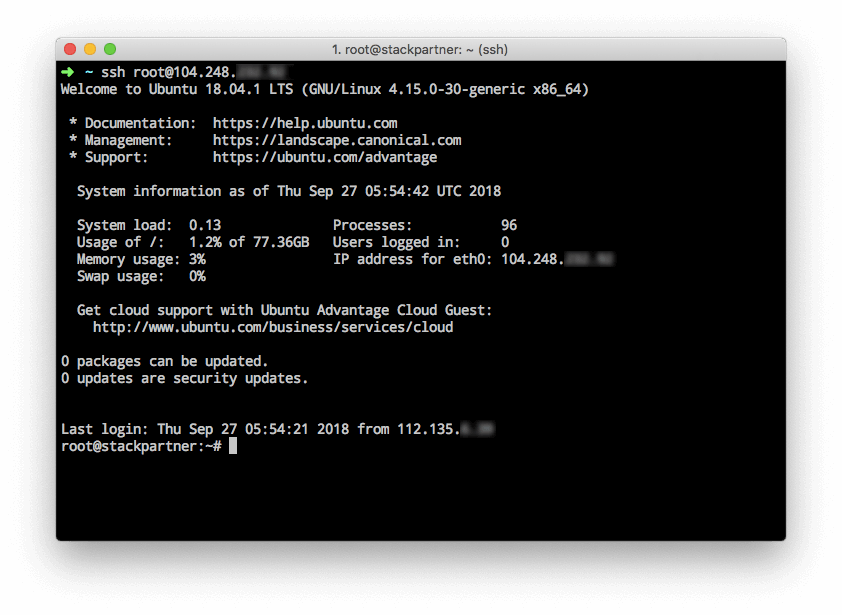 1. root@stackpartner: ~ (ssh)
➜ ~ ssh root@104.248.
Welcome to Ubuntu 18.04.1 LTS (GNU/Linux 4.15.0-30-generic x86_64)
* Documentation: https://help.ubuntu.com
* Management: https://landscape.canonical.com
* Support: https://ubuntu.com/advantage
System information as of Thu Sep 27 05:54:42 UTC 2018
System load: 0.13 Processes: 96
Usage of /: 1.2% of 77.36GB Users logged in: 0
Memory usage: 3% IP address for eth0: 104.248.
Swap usage: 0%
Get cloud support with Ubuntu Advantage Cloud Guest:
http://www.ubuntu.com/business/services/cloud
0 packages can be updated.
0 updates are security updates.
Last login: Thu Sep 27 05:54:21 2018 from 112.135.
root@stackpartner:~#